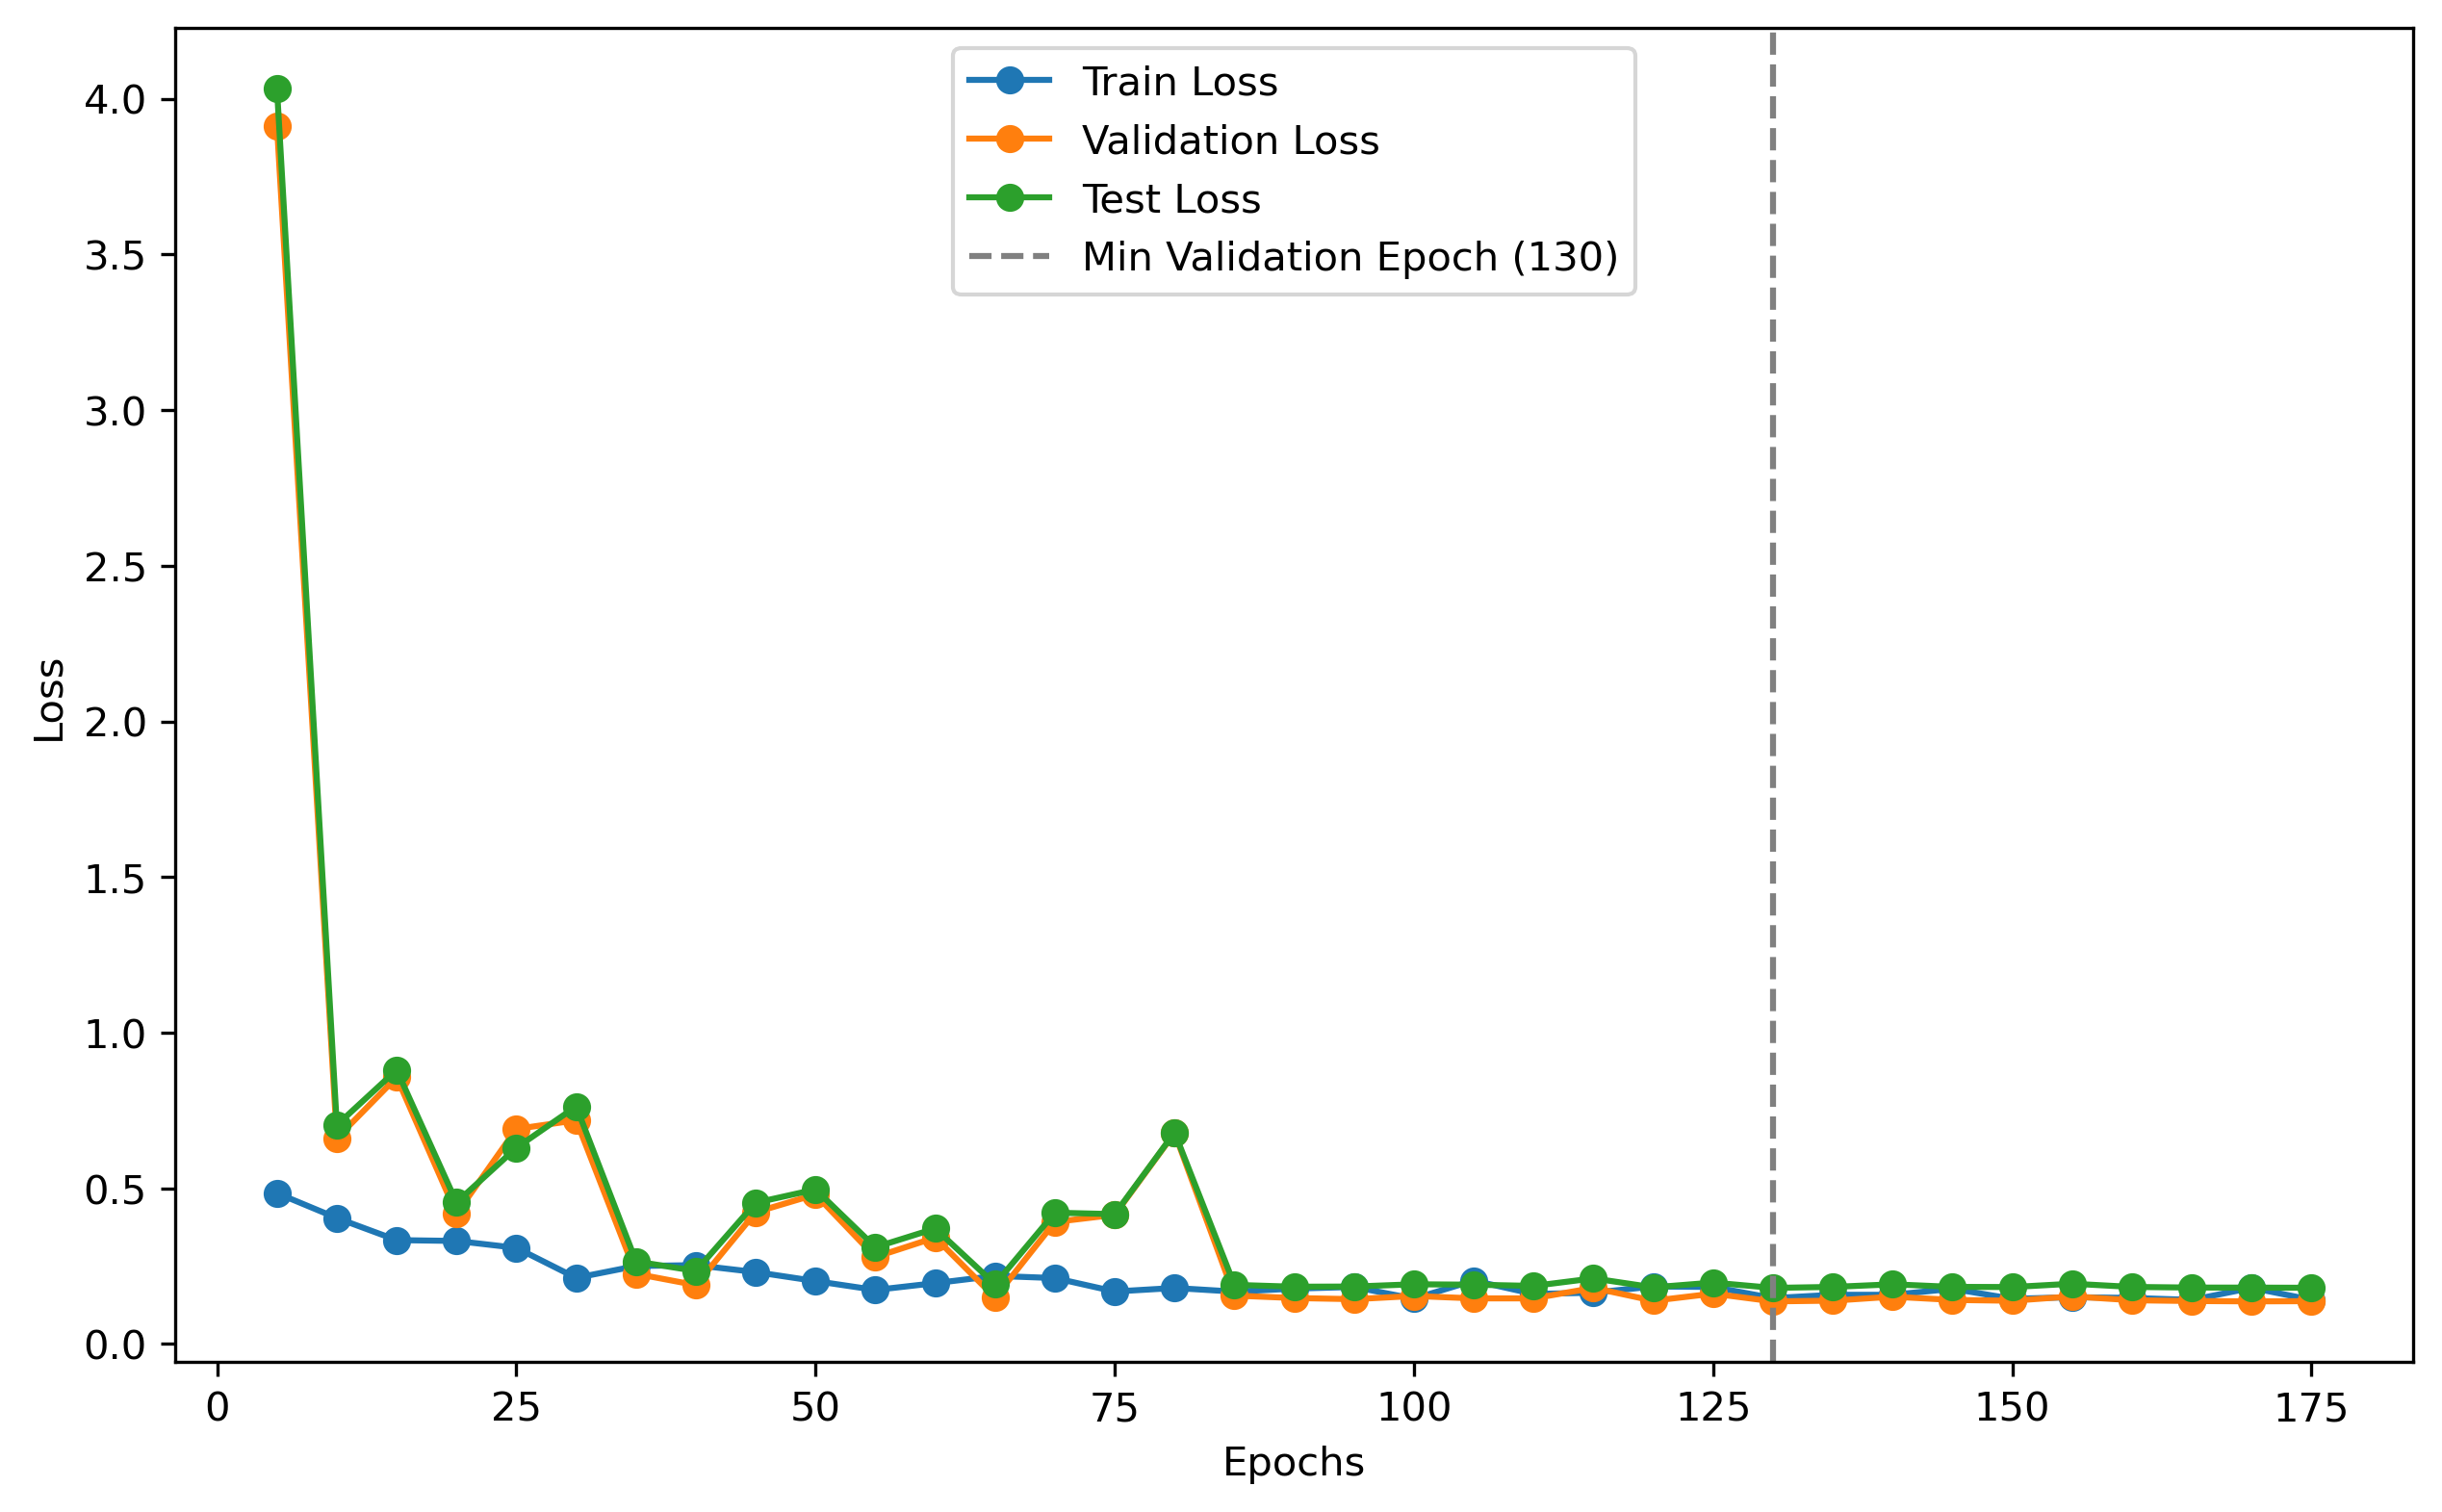 Train Loss
Validation Loss
Test Loss
Min Validation Epoch (130)
4.0
3.5
3.0
2.5
2.0
1.5
1.0
0.5
0.0
Loss
0 25 50 75 100 125 150 175
Epochs